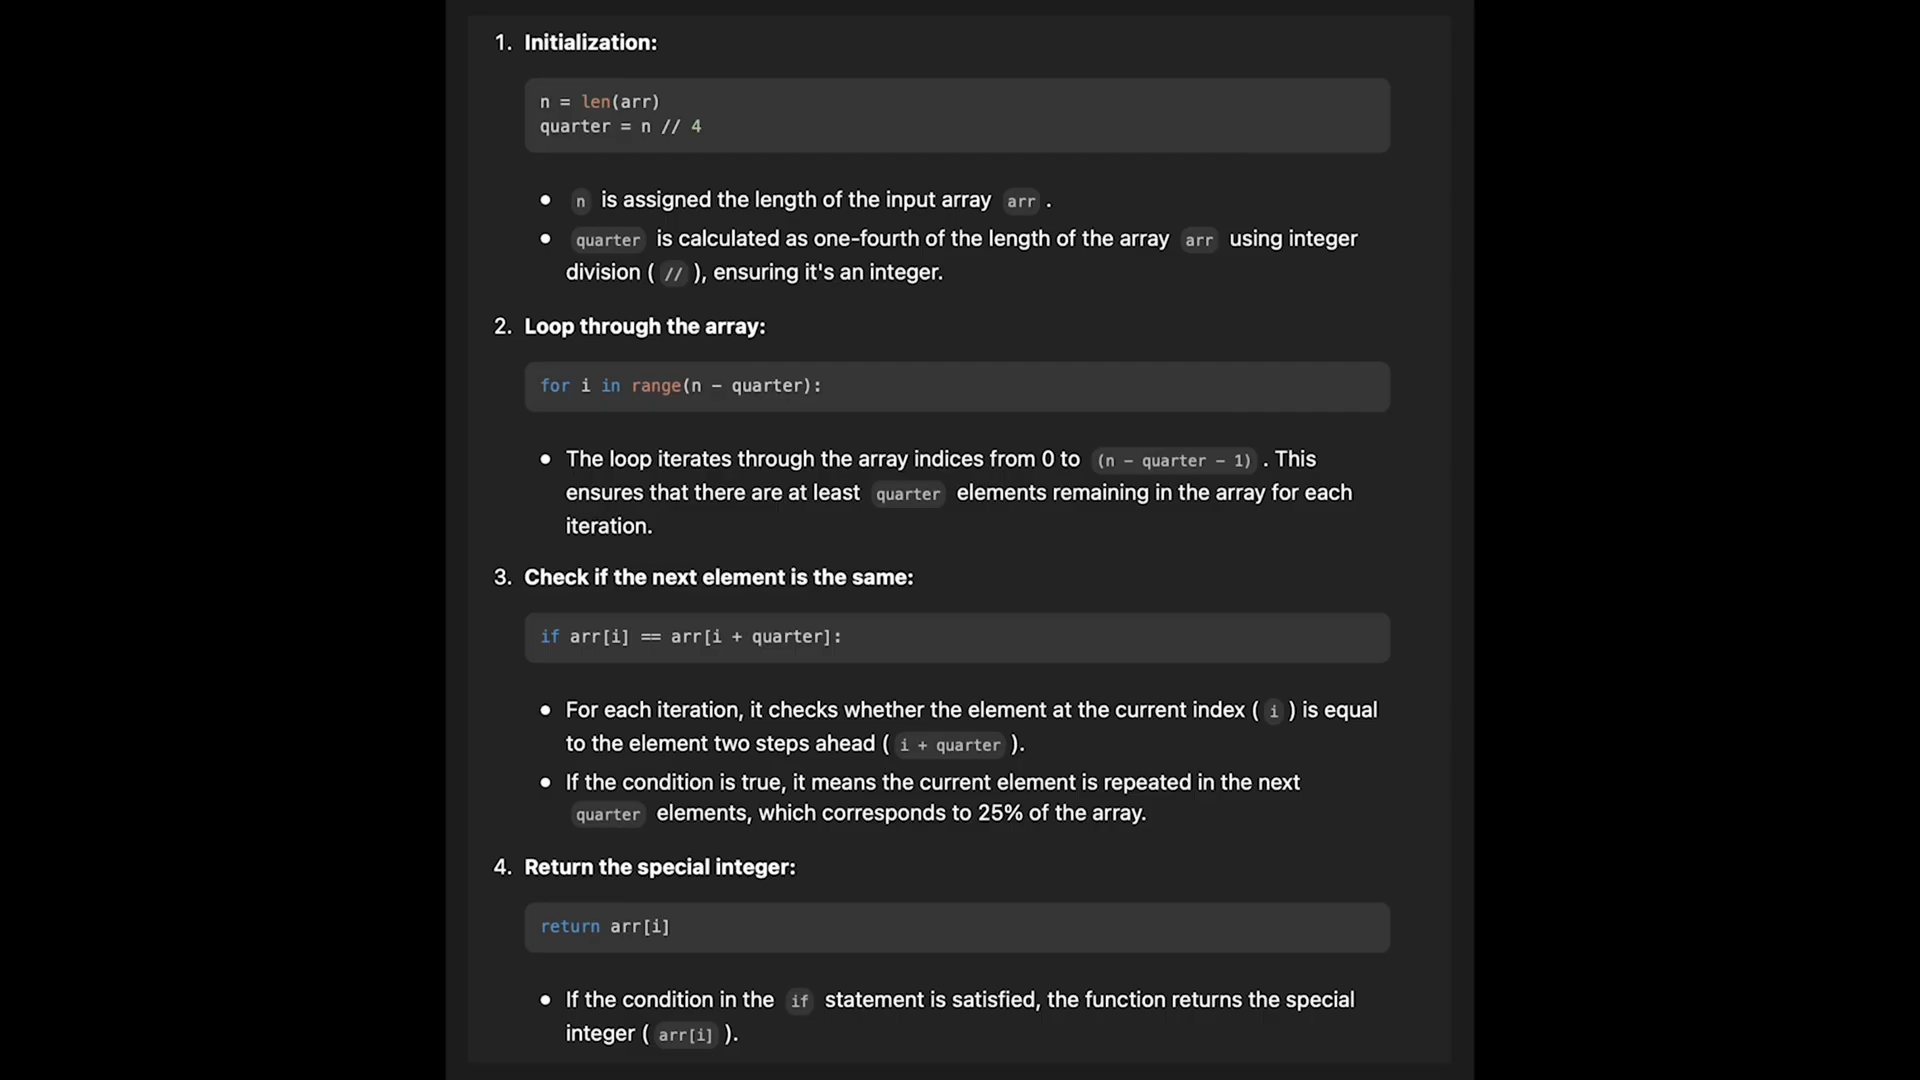 1. Initialization:
n = len(arr)
quarter = n // 4
• n is assigned the length of the input array arr .
• quarter is calculated as one-fourth of the length of the array arr using integer
division ( // ), ensuring it's an integer.
2. Loop through the array:
for i in range(n - quarter):
• The loop iterates through the array indices from 0 to (n - quarter - 1) . This
ensures that there are at least quarter elements remaining in the array for each
iteration.
3. Check if the next element is the same:
if arr[i] == arr[i + quarter]:
• For each iteration, it checks whether the element at the current index ( i ) is equal
to the element two steps ahead ( i + quarter ).
• If the condition is true, it means the current element is repeated in the next
quarter elements, which corresponds to 25% of the array.
4. Return the special integer:
return arr[i]
• If the condition in the if statement is satisfied, the function returns the special
integer ( arr[i] ).